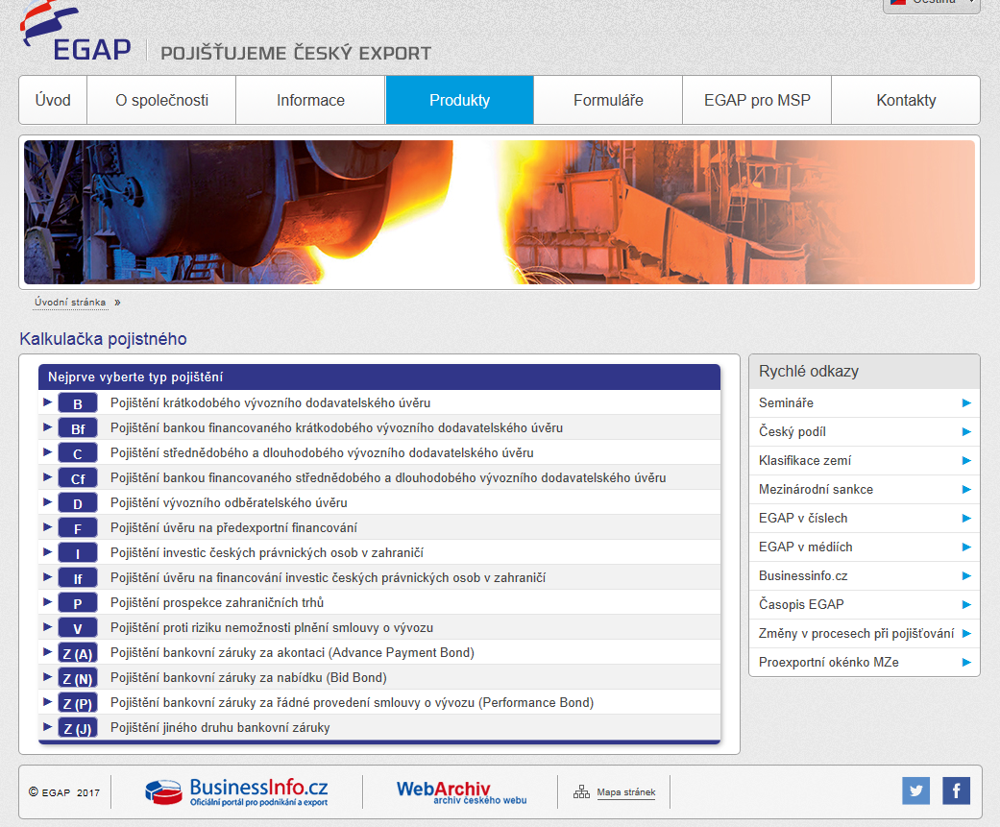 Čeština
EGAP POJIŠŤUJEME ČESKÝ EXPORT
Úvod O společnosti Informace Produkty Formuláře EGAP pro MSP Kontakty
Úvodní stránka »
Kalkulačka pojistného
Nejprve vyberte typ pojištění
B Pojištění krátkodobého vývozního dodavatelského úvěru
Bf Pojištění bankou financovaného krátkodobého vývozního dodavatelského úvěru
C Pojištění střednědobého a dlouhodobého vývozního dodavatelského úvěru
Cf Pojištění bankou financovaného střednědobého a dlouhodobého vývozního dodavatelského úvěru
D Pojištění vývozního odběratelského úvěru
F Pojištění úvěru na předexportní financování
I Pojištění investic českých právnických osob v zahraničí
If Pojištění úvěru na financování investic českých právnických osob v zahraničí
P Pojištění prospekce zahraničních trhů
V Pojištění proti riziku nemožnosti plnění smlouvy o vývozu
Z (A) Pojištění bankovní záruky za akontaci (Advance Payment Bond)
Z (N) Pojištění bankovní záruky za nabídku (Bid Bond)
Z (P) Pojištění bankovní záruky za řádné provedení smlouvy o vývozu (Performance Bond)
Z (J) Pojištění jiného druhu bankovní záruky
Rychlé odkazy
Semináře
Český podíl
Klasifikace zemí
Mezinárodní sankce
EGAP v číslech
EGAP v médiích
Businessinfo.cz
Časopis EGAP
Změny v procesech při pojišťování
Proexportní okénko MZe
© EGAP 2017
BusinessInfo.cz
Oficiální portál pro podnikání a export
WebArchiv
archiv českého webu
Mapa stránek